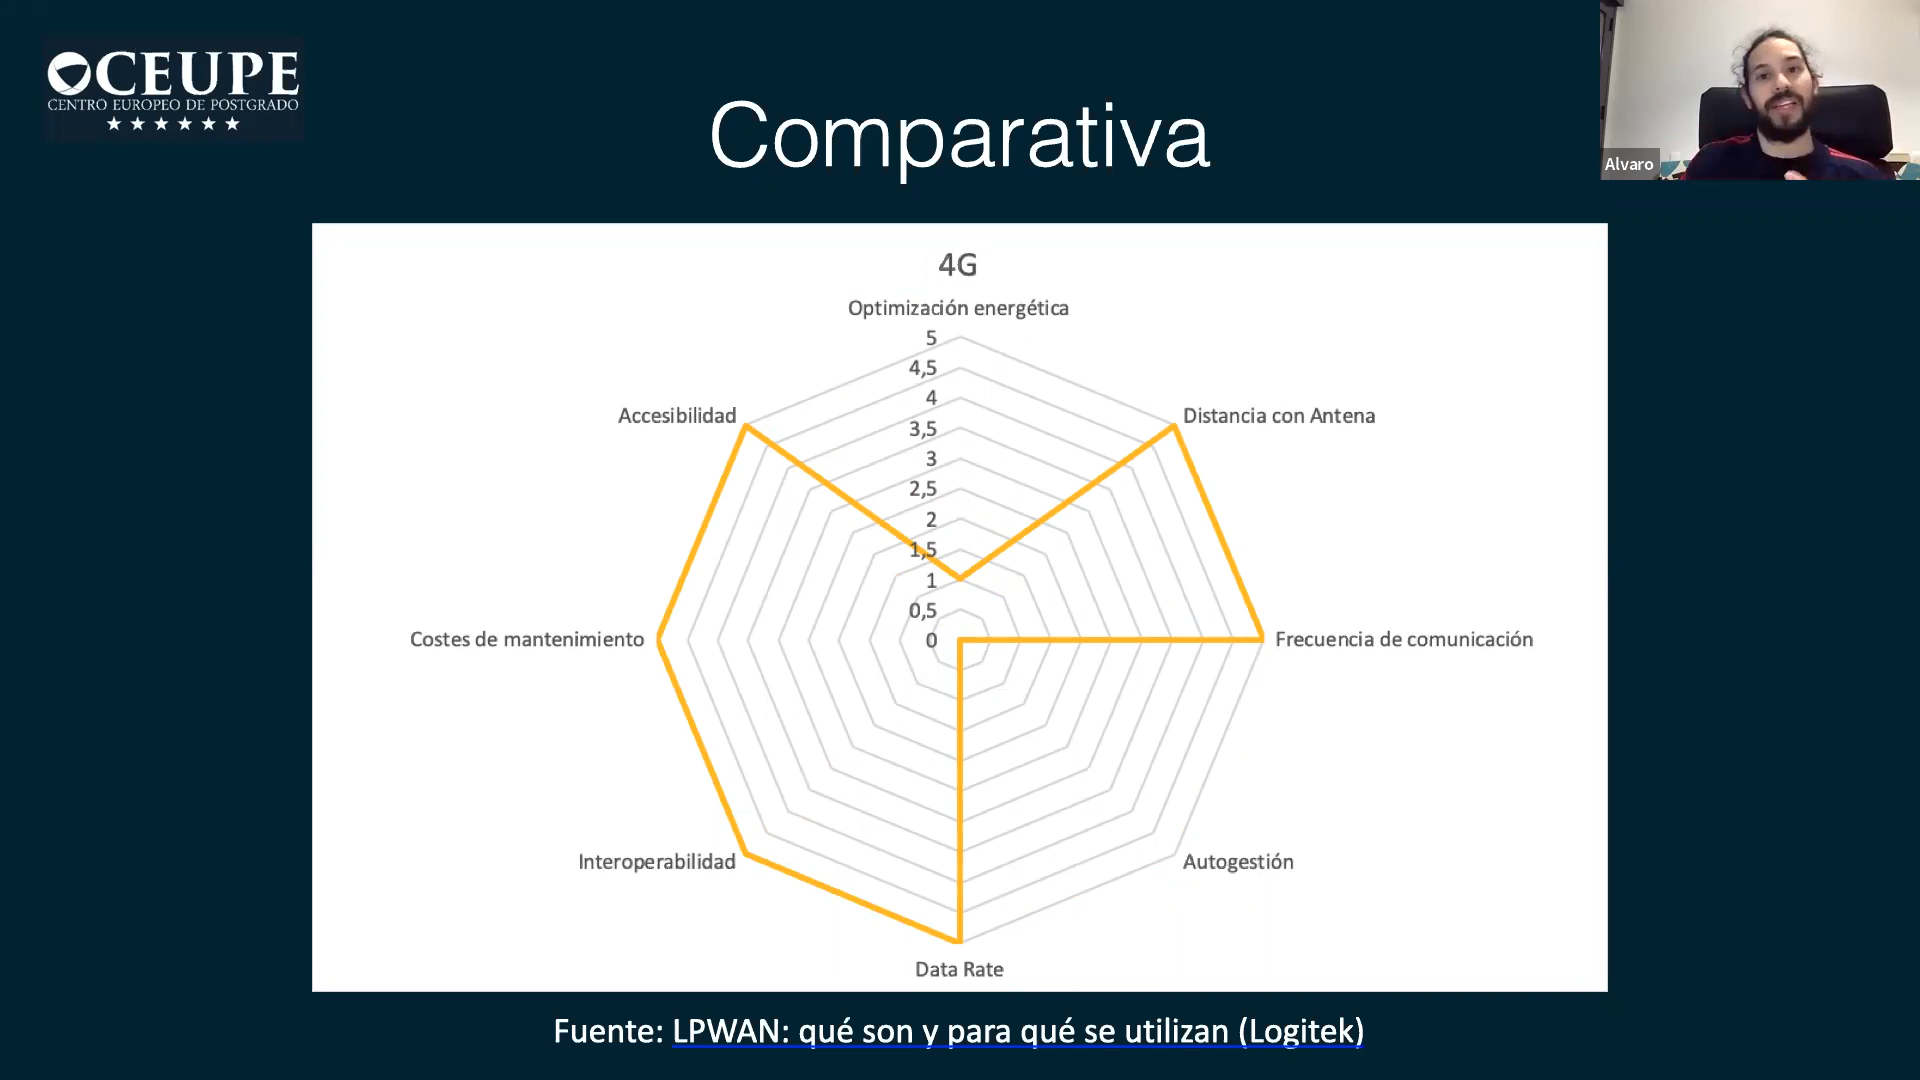 CEUPE
CENTRO EUROPEO DE POSTGRADO
Comparativa
Alvaro
4G
Optimización energética
5
4,5
4
3,5
3
2,5
2
1,5
1
0,5
0
Accesibilidad
Distancia con Antena
Costes de mantenimiento
Frecuencia de comunicación
Interoperabilidad
Autogestión
Data Rate
Fuente: LPWAN: qué son y para qué se utilizan (Logitek)